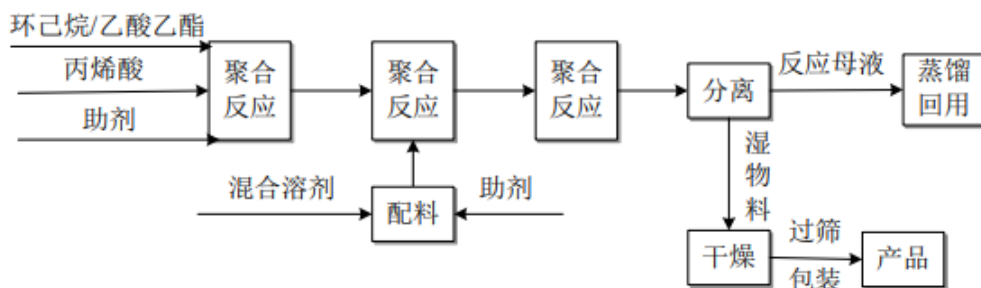 环己烷/乙酸乙酯
丙烯酸
助剂
聚合
反应
聚合
反应
聚合
反应
分离
反应母液
蒸馏
回用
混合溶剂
配料
助剂
湿
物
料
干燥
过筛
包装
产品